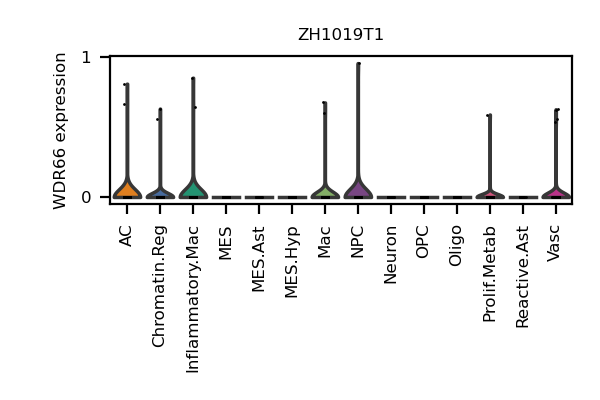 ZH1019T1
WDR66 expression
1
0
AC
Chromatin.Reg
Inflammatory.Mac
MES
MES.Ast
MES.Hyp
Mac
NPC
Neuron
OPC
Oligo
Prolif.Metab
Reactive.Ast
Vasc